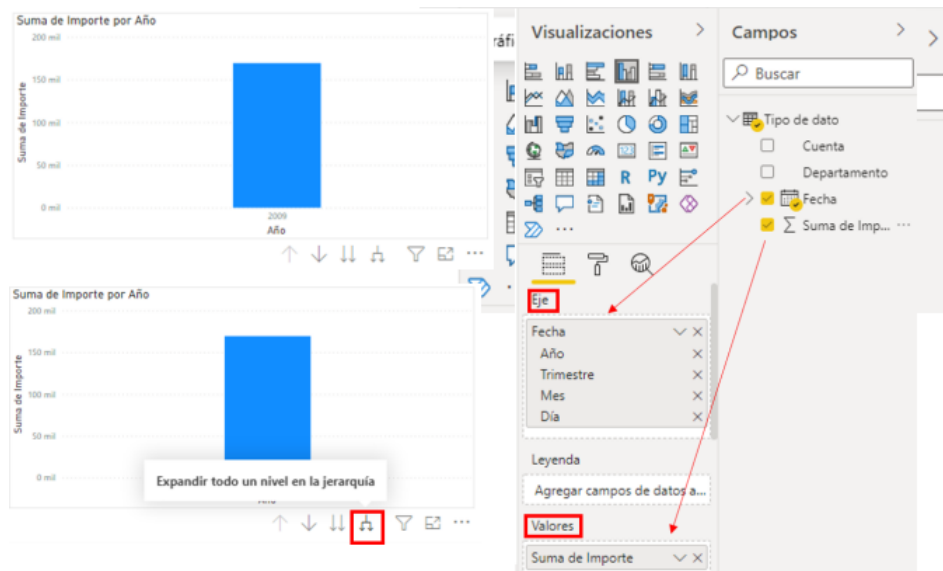 Suma de Importe por Año
200 mil
150 mil
100 mil
50 mil
0 mil
Suma de Importe
2009
Año
Suma de Importe por Año
200 mil
150 mil
100 mil
50 mil
0 mil
Suma de Importe
Expandir todo un nivel en la jerarquía
Año
ráfi
Visualizaciones
123
R
Py
Eje
Fecha
Año
Trimestre
Mes
Día
Leyenda
Agregar campos de datos a...
Valores
Suma de Importe
Campos
Buscar
Tipo de dato
Cuenta
Departamento
Fecha
Suma de Imp...